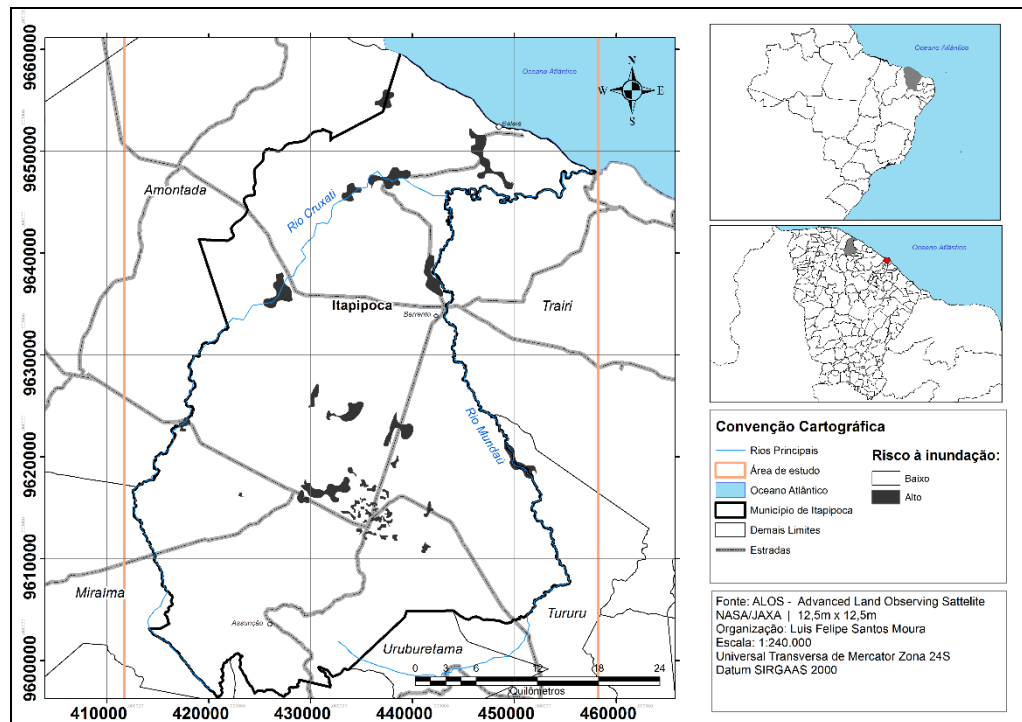 9660000
9650000
9640000
9630000
9620000
9610000
9600000
410000
420000
430000
440000
450000
460000
Oceano Atlântico
N
W
E
S
Baleia
Amontada
Rio Cruxati
Itapipoca
Barrento
Trairi
Rio Mundaú
Miraíma
Assunção
Tururu
Uruburetama
0
3
6
12
18
24
Quilômetros
Oceano Atlântico
Oceano Atlântico
Convenção Cartográfica
Rios Principais
Área de estudo
Oceano Atlântico
Município de Itapipoca
Demais Limites
Estradas
Risco à inundação:
Baixo
Alto
Fonte: ALOS - Advanced Land Observing Sattelite
NASA/JAXA | 12,5m x 12,5m
Organização: Luis Felipe Santos Moura
Escala: 1:240.000
Universal Transversa de Mercator Zona 24S
Datum SIRGAAS 2000